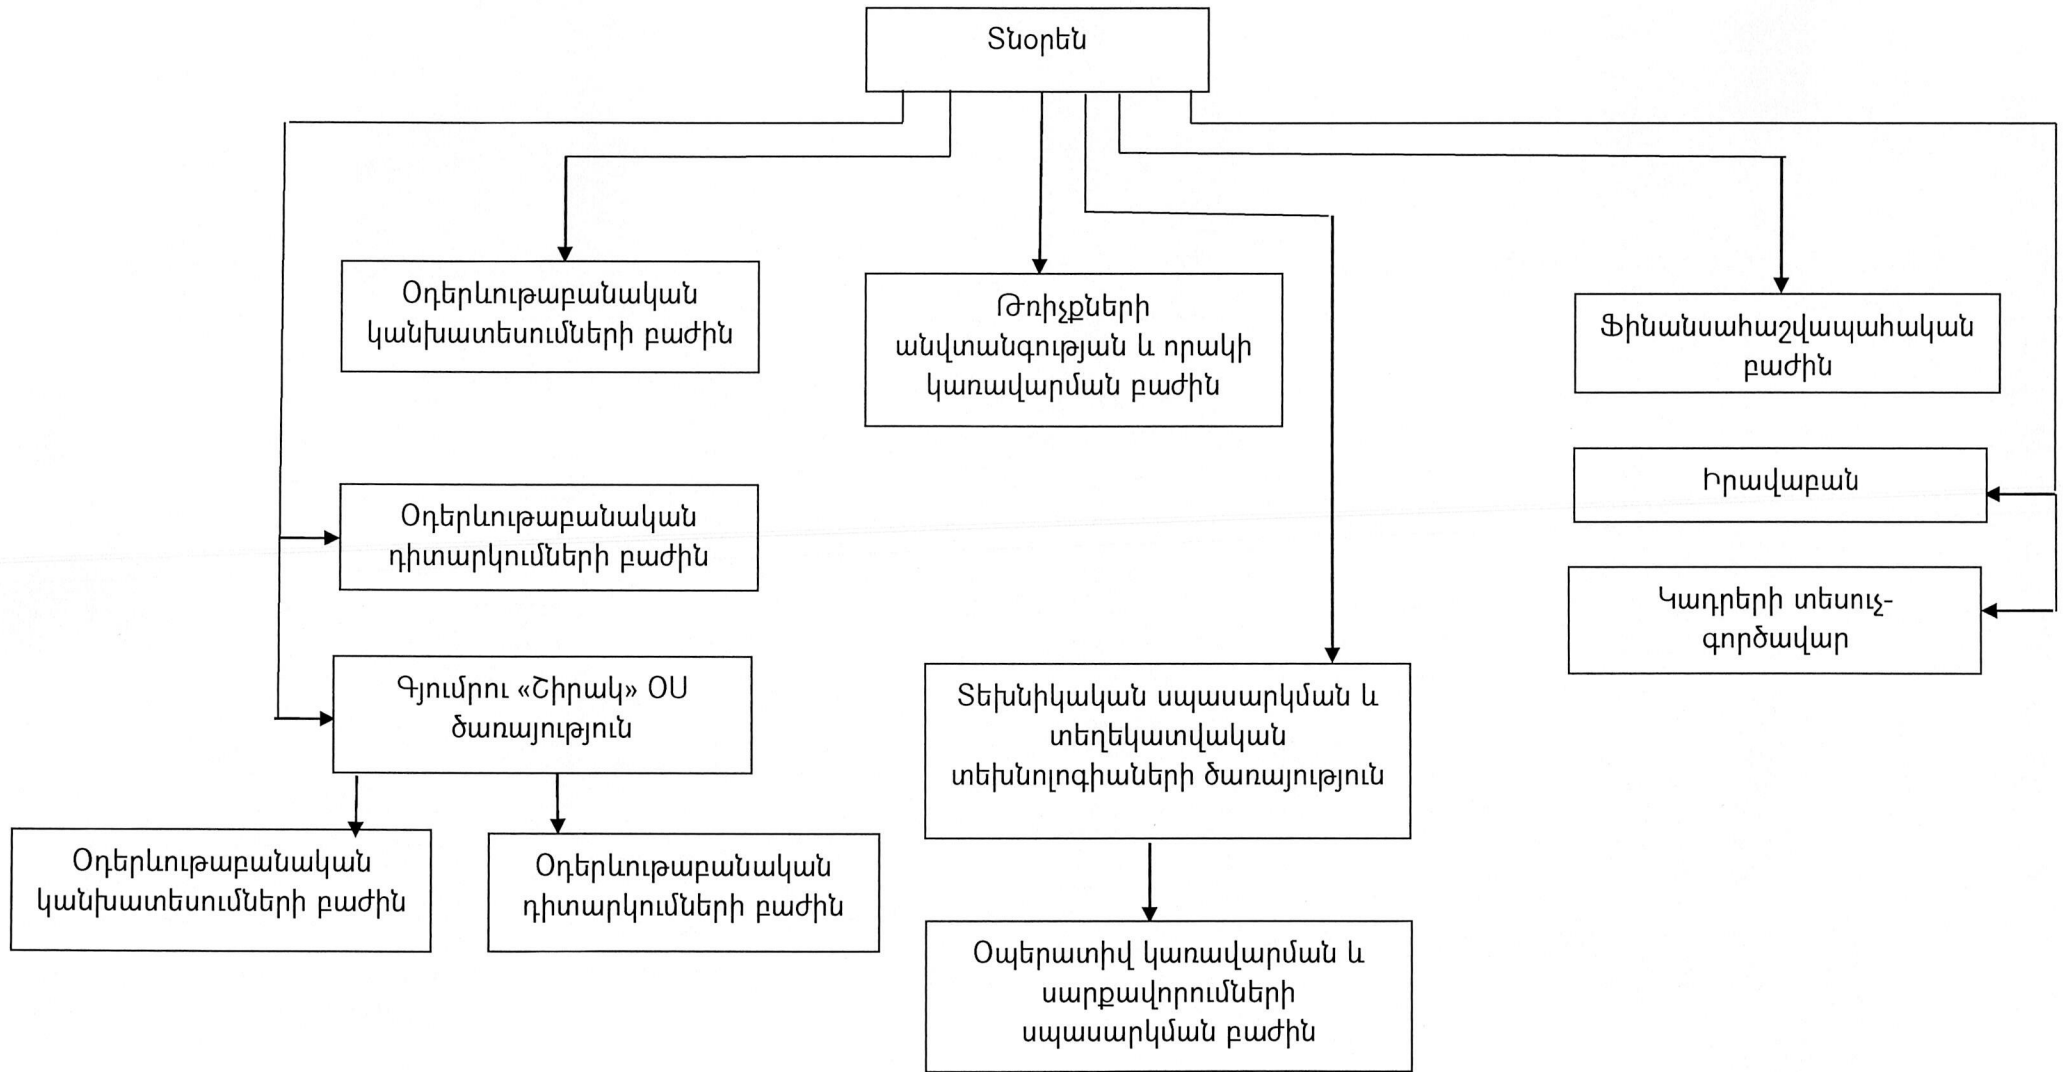 Տնօրեն
Օդերևութաբանական
կանխատեսումների բաժին
Թռիչքների
անվտանգության և որակի
կառավարման բաժին
Ֆինանսահաշվապահական
բաժին
Իրավաբան
Օդերևութաբանական
դիտարկումների բաժին
Կադրերի տեսուչ-
գործավար
Գյումրու «Շիրակ» ՕՍ
ծառայություն
Տեխնիկական սպասարկման և
տեղեկատվական
տեխնոլոգիաների ծառայություն
Օդերևութաբանական
կանխատեսումների բաժին
Օդերևութաբանական
դիտարկումների բաժին
Օպերատիվ կառավարման և
սարքավորումների
սպասարկման բաժին